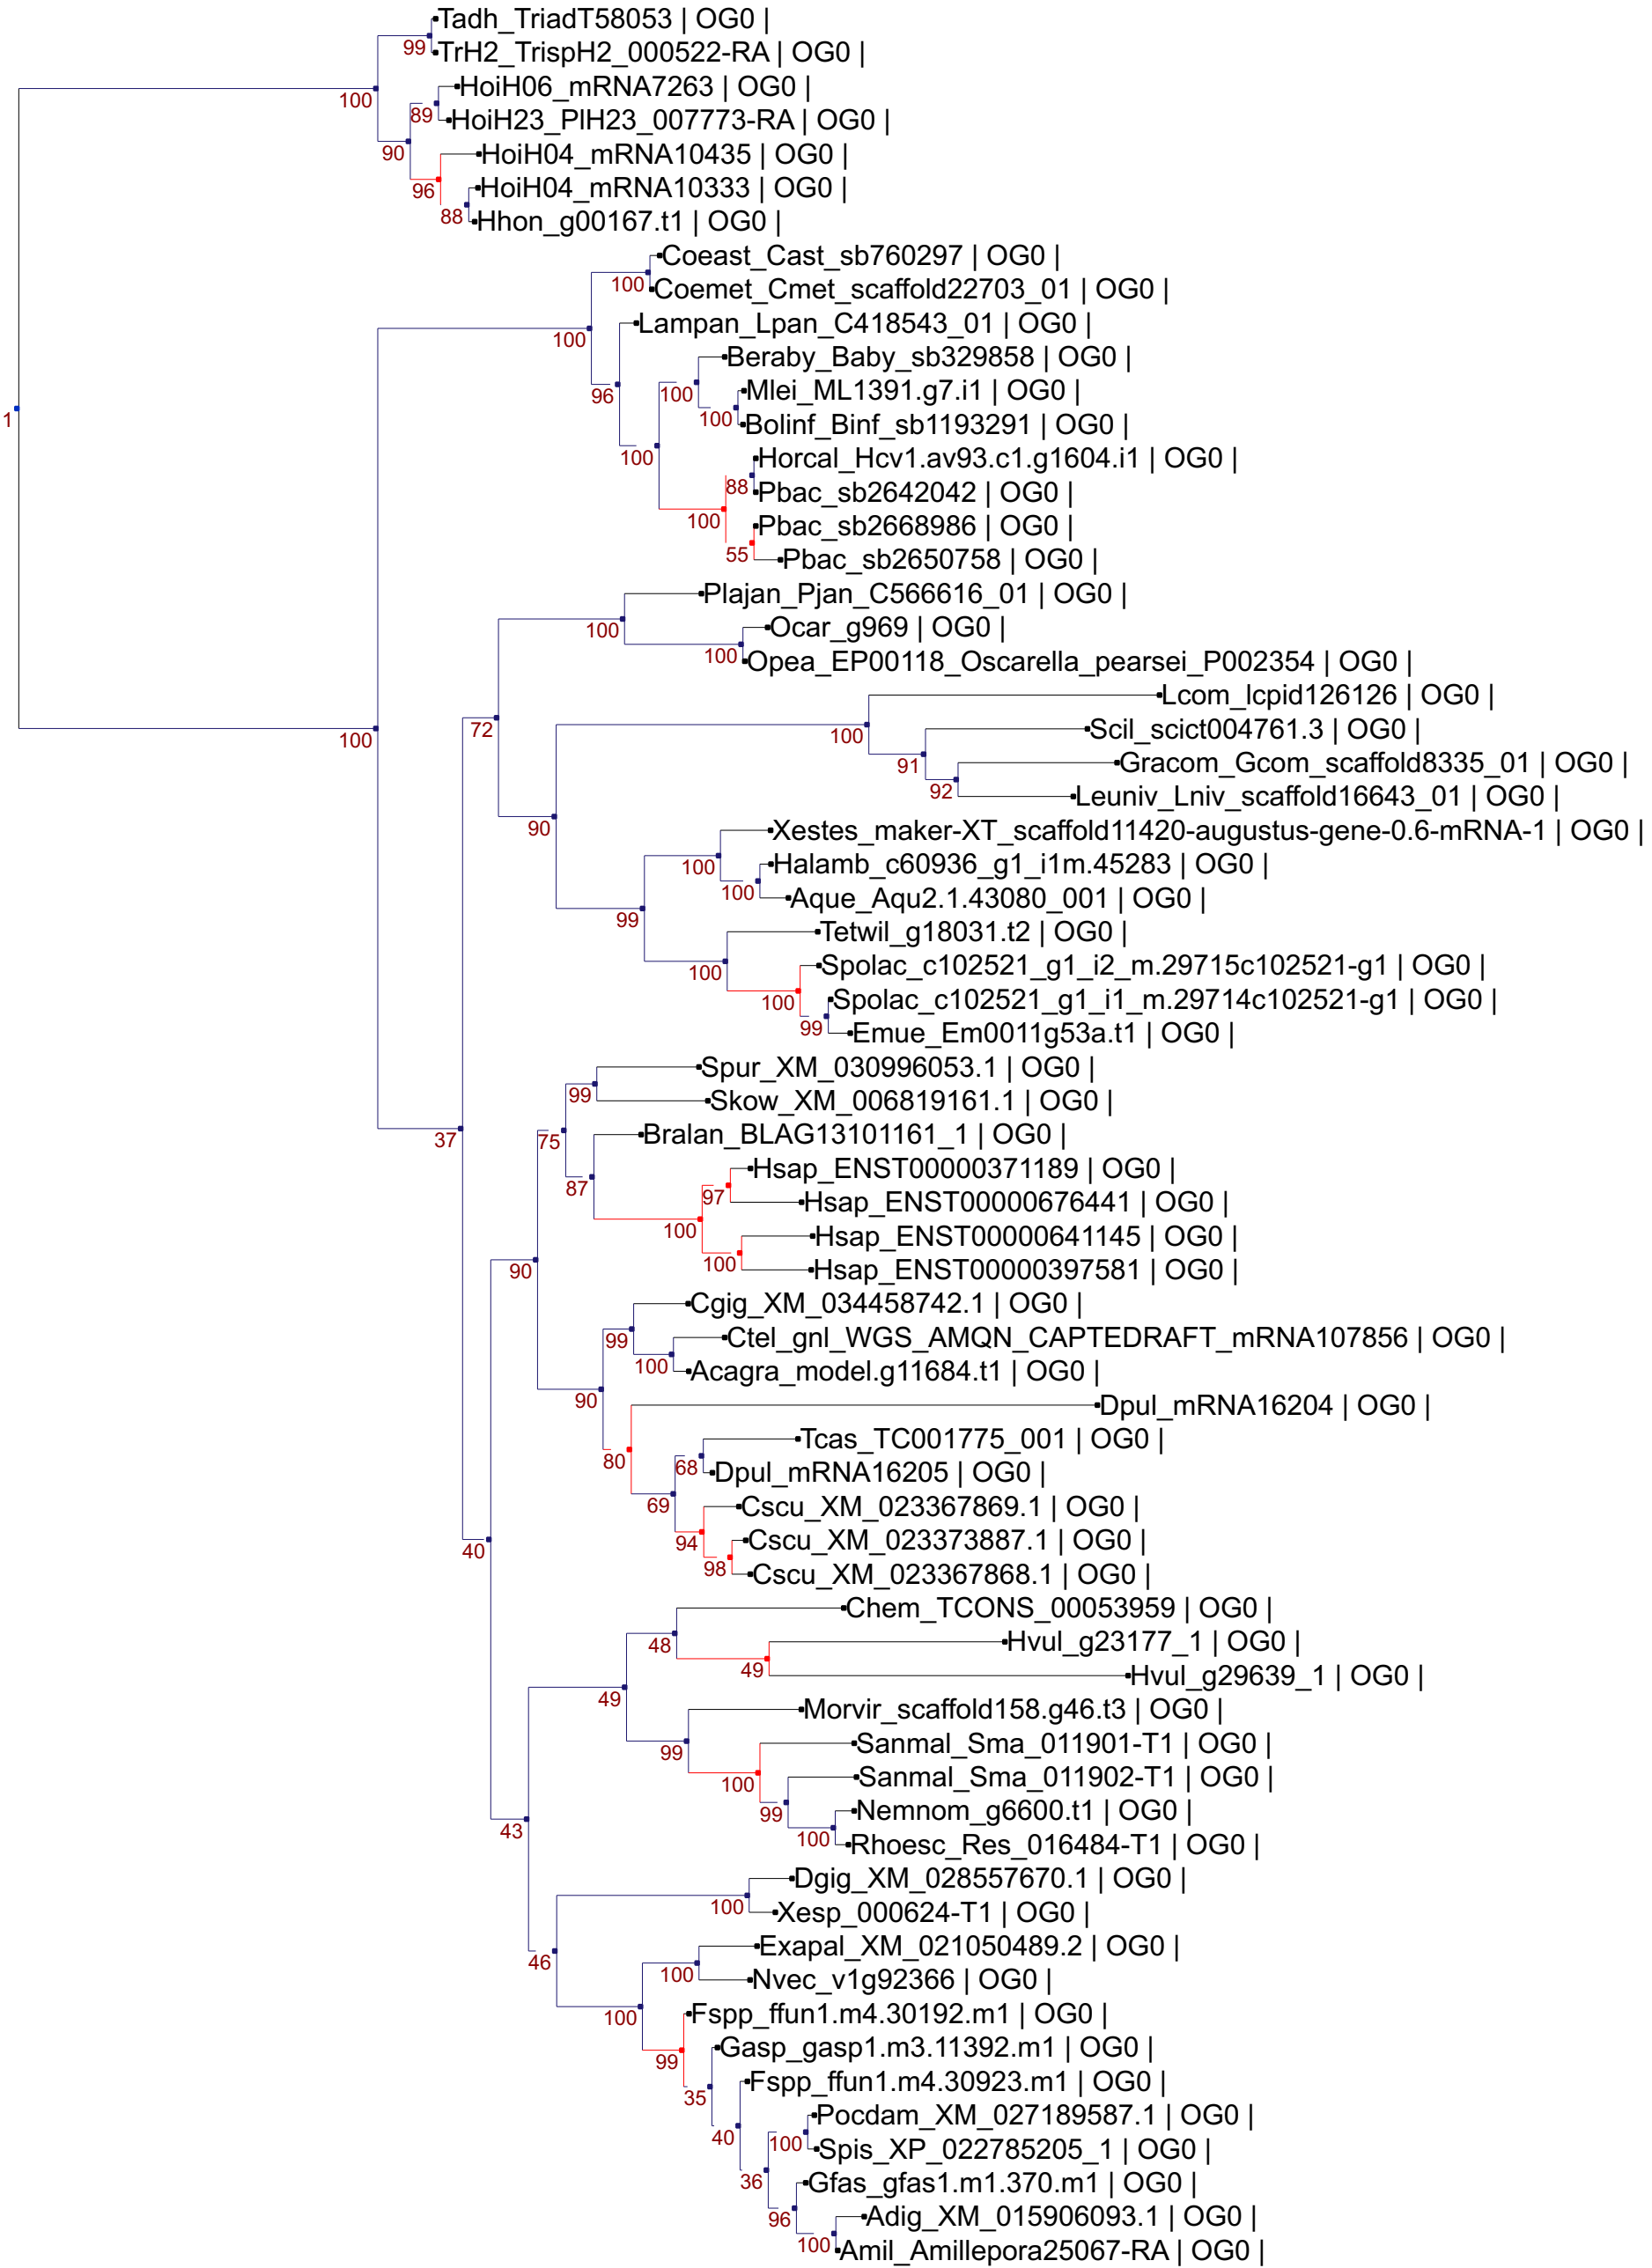 Tadh_TriadT58053 | OG0 |
99
TrH2_TrispH2_000522-RA | OG0 |
HoiH06_mRNA7263 | OG0 |
100
89
HoiH23_PlH23_007773-RA | OG0 |
90
HoiH04_mRNA10435 | OG0 |
96
HoiH04_mRNA10333 | OG0 |
88
Hhon_g00167.t1 | OG0 |
Coeast_Cast_sb760297 | OG0 |
100
Coemet_Cmet_scaffold22703_01 | OG0 |
Lampan_Lpan_C418543_01 | OG0 |
100
Beraby_Baby_sb329858 | OG0 |
96
100
Mlei_ML1391.g7.i1 | OG0 |
1
100
Bolinf_Binf_sb1193291 | OG0 |
100
Horcal_Hcv1.av93.c1.g1604.i1 | OG0 |
88
Pbac_sb2642042 | OG0 |
100
Pbac_sb2668986 | OG0 |
55
Pbac_sb2650758 | OG0 |
Plajan_Pjan_C566616_01 | OG0 |
100
Ocar_g969 | OG0 |
100
Opea_EP00118_Oscarella_pearsei_P002354 | OG0 |
Lcom_lcpid126126 | OG0 |
72
100
100
Scil_scict004761.3 | OG0 |
91
Gracom_Gcom_scaffold8335_01 | OG0 |
92
Leuniv_Lniv_scaffold16643_01 | OG0 |
90
Xestes_maker-XT_scaffold11420-augustus-gene-0.6-mRNA-1 | OG0 |
100
Halamb_c60936_g1_i1m.45283 | OG0 |
100
Aque_Aqu2.1.43080_001 | OG0 |
99
Tetwil_g18031.t2 | OG0 |
100
Spolac_c102521_g1_i2_m.29715c102521-g1 | OG0 |
100
Spolac_c102521_g1_i1_m.29714c102521-g1 | OG0 |
99
Emue_Em0011g53a.t1 | OG0 |
Spur_XM_030996053.1 | OG0 |
99
Skow_XM_006819161.1 | OG0 |
37
75
Bralan_BLAG13101161_1 | OG0 |
87
Hsap_ENST00000371189 | OG0 |
97
Hsap_ENST00000676441 | OG0 |
100
Hsap_ENST00000641145 | OG0 |
90
100
Hsap_ENST00000397581 | OG0 |
Cgig_XM_034458742.1 | OG0 |
99
Ctel_gnl_WGS_AMQN_CAPTEDRAFT_mRNA107856 | OG0 |
100
Acagra_model.g11684.t1 | OG0 |
90
Dpul_mRNA16204 | OG0 |
Tcas_TC001775_001 | OG0 |
80
68
Dpul_mRNA16205 | OG0 |
69
Cscu_XM_023367869.1 | OG0 |
94
Cscu_XM_023373887.1 | OG0 |
40
98
Cscu_XM_023367868.1 | OG0 |
Chem_TCONS_00053959 | OG0 |
48
Hvul_g23177_1 | OG0 |
49
Hvul_g29639_1 | OG0 |
49
Morvir_scaffold158.g46.t3 | OG0 |
99
Sanmal_Sma_011901-T1 | OG0 |
100
Sanmal_Sma_011902-T1 | OG0 |
99
Nemnom_g6600.t1 | OG0 |
43
100
Rhoesc_Res_016484-T1 | OG0 |
Dgig_XM_028557670.1 | OG0 |
100
Xesp_000624-T1 | OG0 |
Exapal_XM_021050489.2 | OG0 |
46
100
Nvec_v1g92366 | OG0 |
100
Fspp_ffun1.m4.30192.m1 | OG0 |
99
Gasp_gasp1.m3.11392.m1 | OG0 |
35
Fspp_ffun1.m4.30923.m1 | OG0 |
Pocdam_XM_027189587.1 | OG0 |
40
100
Spis_XP_022785205_1 | OG0 |
36
Gfas_gfas1.m1.370.m1 | OG0 |
96
Adig_XM_015906093.1 | OG0 |
100
Amil_Amillepora25067-RA | OG0 |